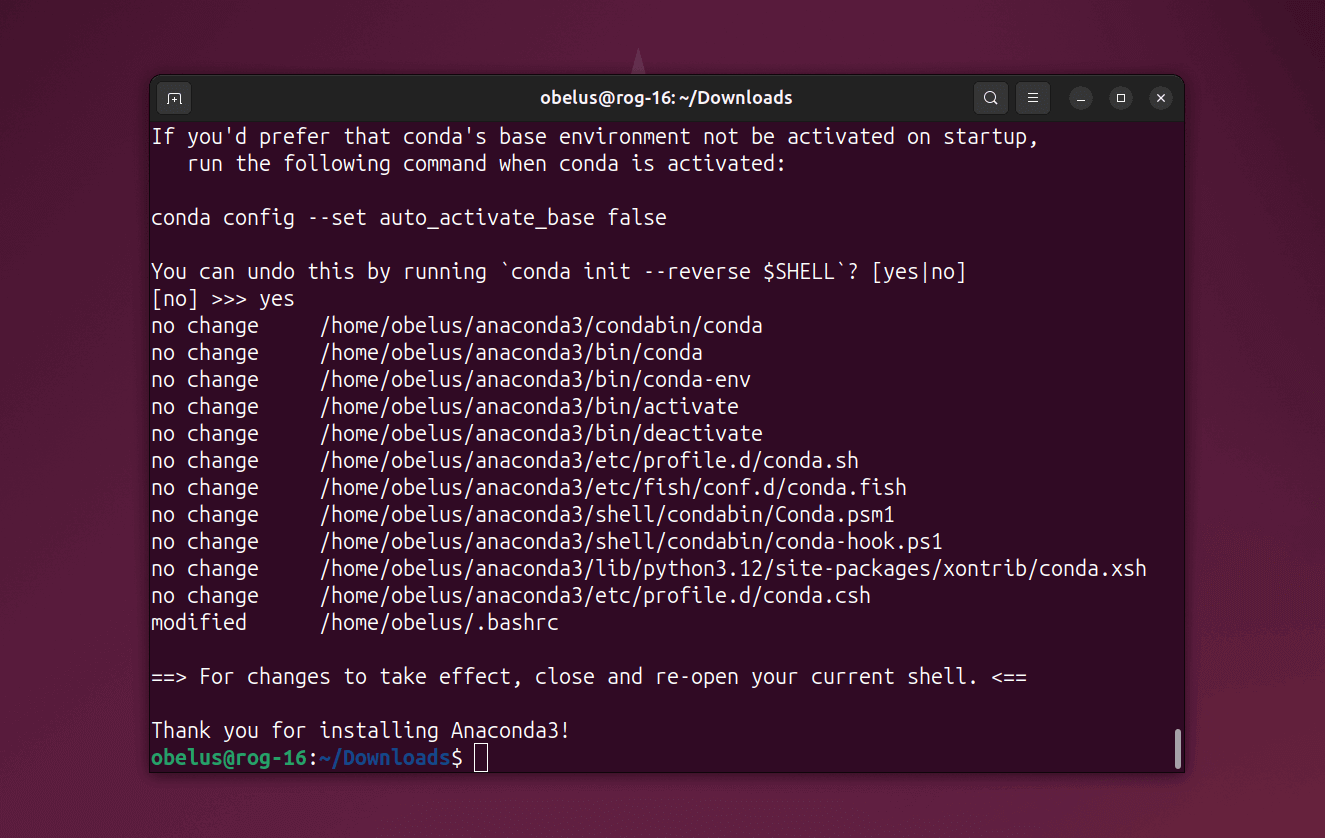 obelus@rog-16: ~/Downloads
If you'd prefer that conda's base environment not be activated on startup,
   run the following command when conda is activated:

conda config --set auto_activate_base false

You can undo this by running `conda init --reverse $SHELL`? [yes|no]
[no] >>> yes
no change     /home/obelus/anaconda3/condabin/conda
no change     /home/obelus/anaconda3/bin/conda
no change     /home/obelus/anaconda3/bin/conda-env
no change     /home/obelus/anaconda3/bin/activate
no change     /home/obelus/anaconda3/bin/deactivate
no change     /home/obelus/anaconda3/etc/profile.d/conda.sh
no change     /home/obelus/anaconda3/etc/fish/conf.d/conda.fish
no change     /home/obelus/anaconda3/shell/condabin/Conda.psm1
no change     /home/obelus/anaconda3/shell/condabin/conda-hook.ps1
no change     /home/obelus/anaconda3/lib/python3.12/site-packages/xontrib/conda.xsh
no change     /home/obelus/anaconda3/etc/profile.d/conda.csh
modified      /home/obelus/.bashrc

==> For changes to take effect, close and re-open your current shell. <==

Thank you for installing Anaconda3!
obelus@rog-16:~/Downloads$